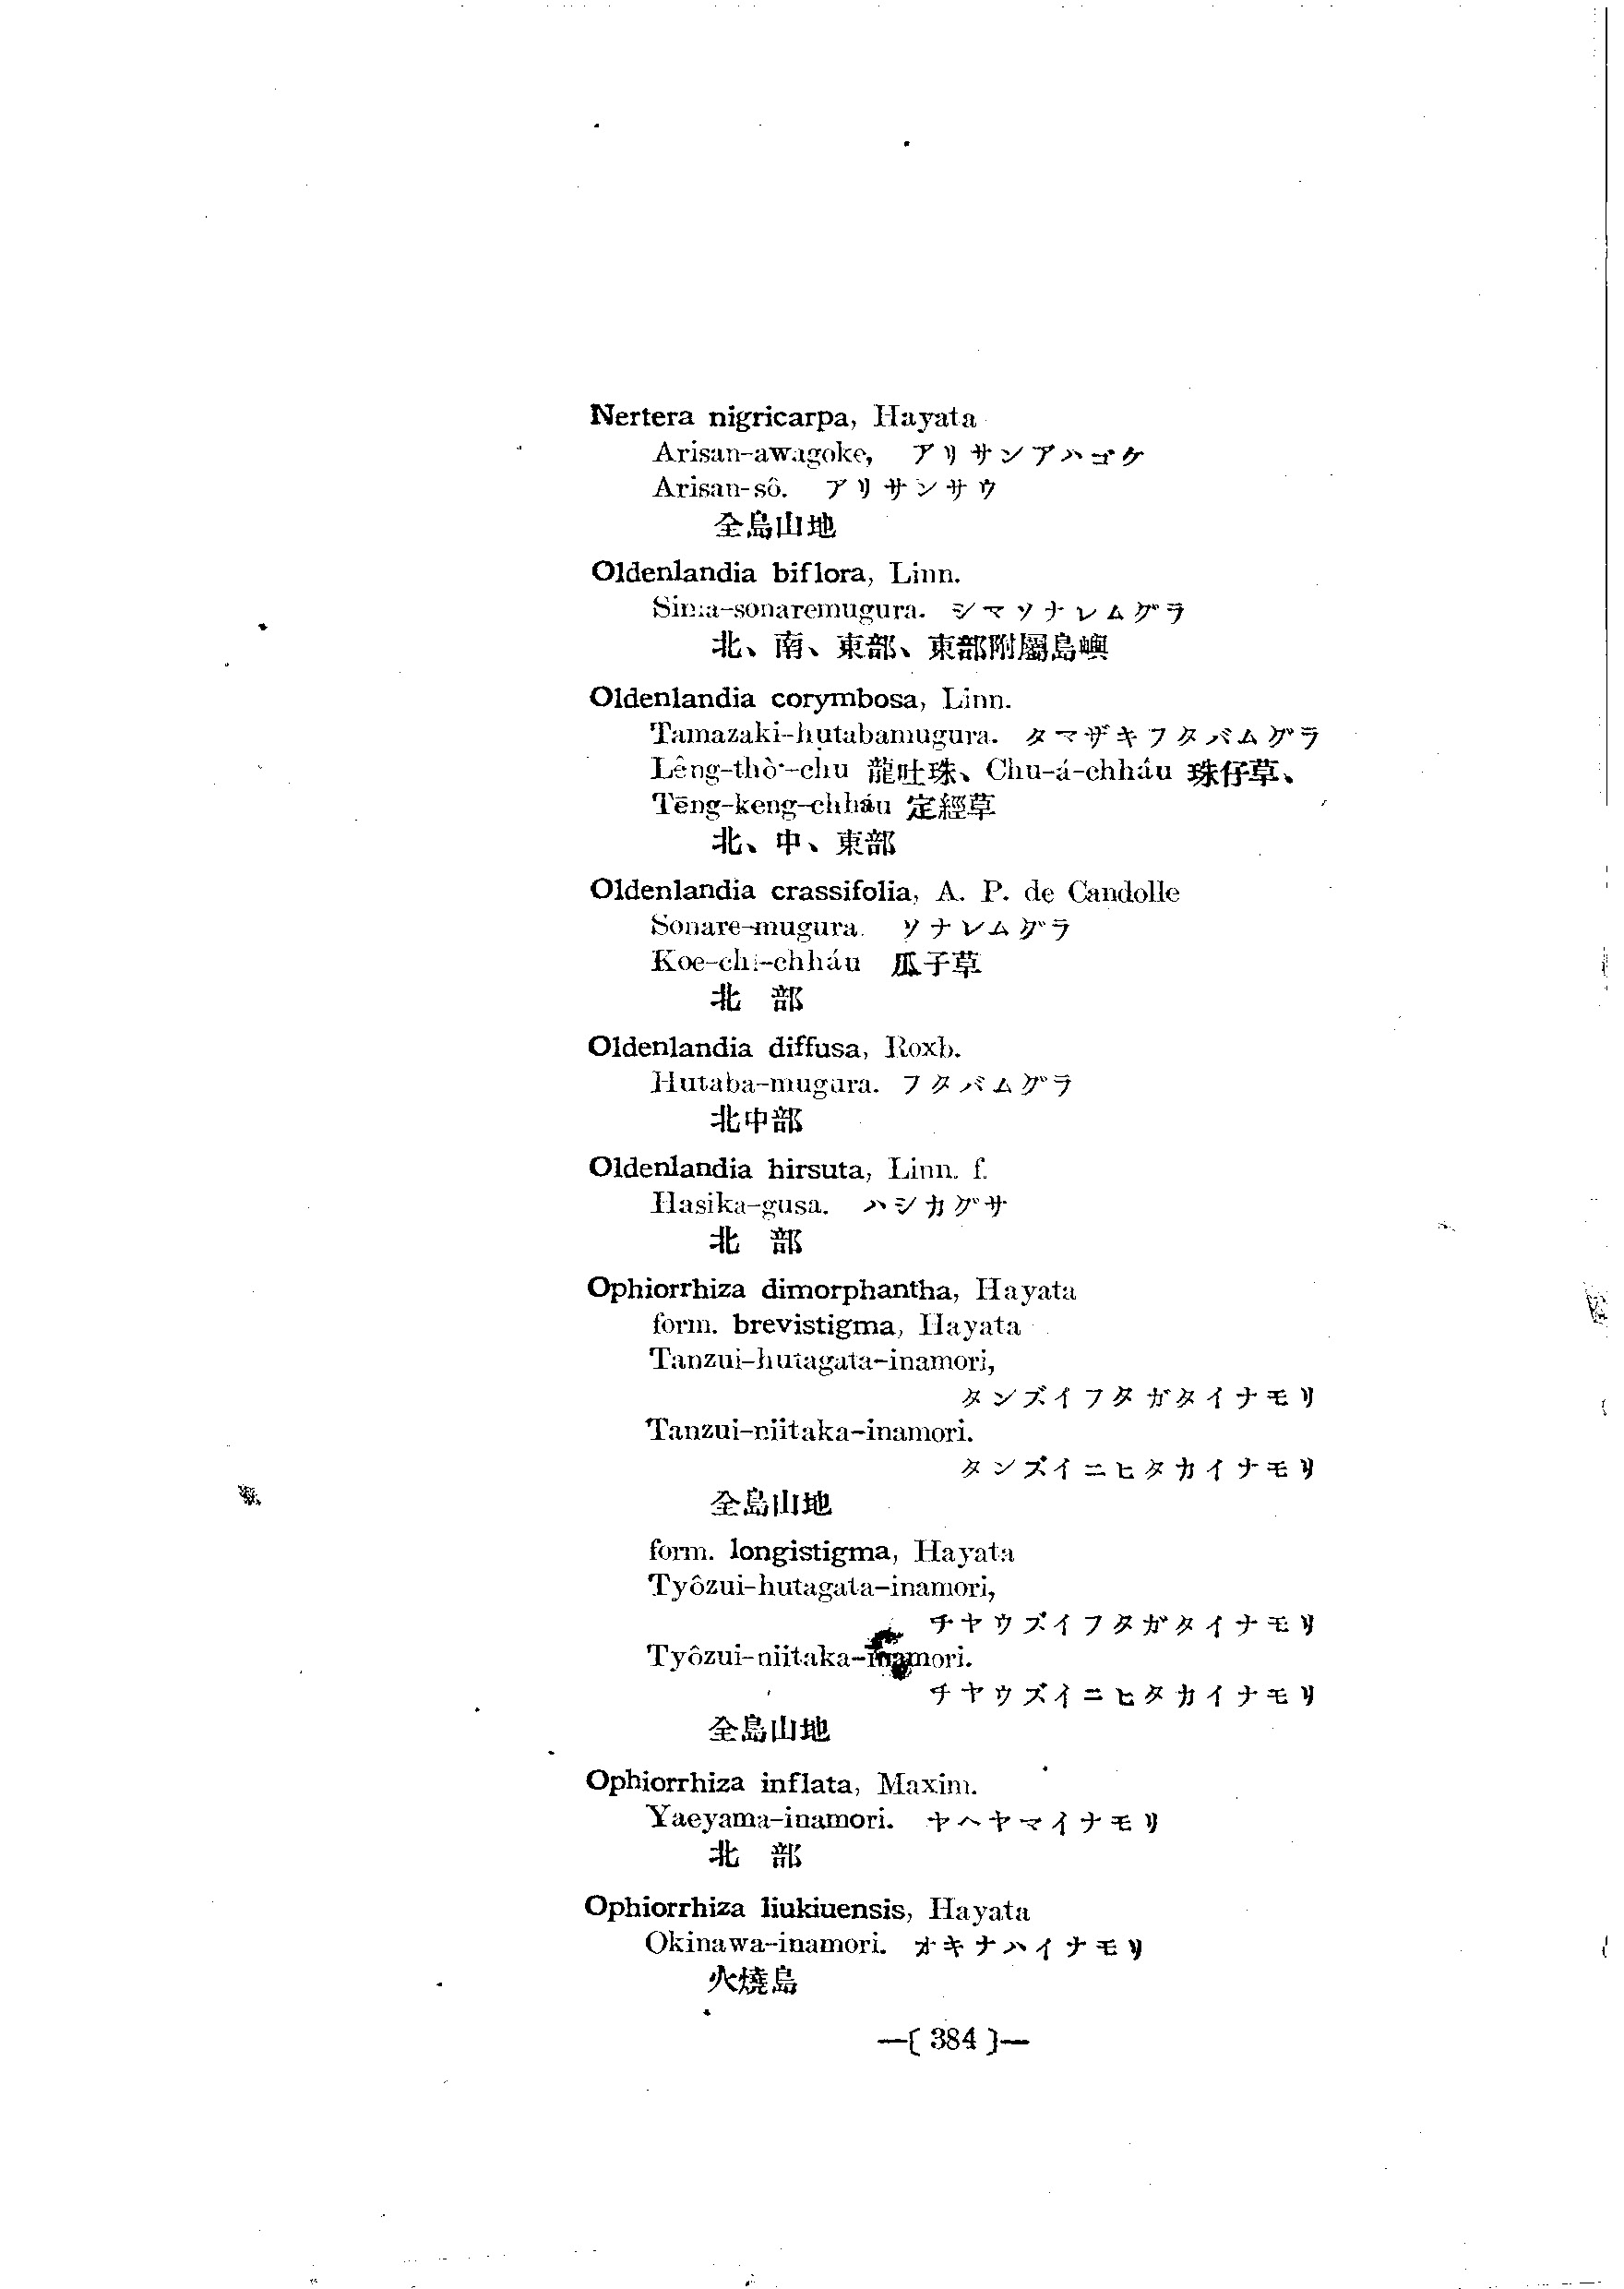 Nertera nigricarpa, Hayata
Arisan-awagoke,　アリサンアハゴケ
Arisan-sô.　アリサンサウ
全島山地
Oldenlandia biflora, Linn.
Sima-sonaremugura.　シマソナレムグラ
北、南、東部、東部附屬島嶼
Oldenlandia corymbosa, Linn.
Tamazaki-hutabamugura.　タマザキフタバムグラ
Lêng-thò͘-chu 龍吐珠、Chu-á-chháu 珠仔草、
Tēng-keng-chháu 定經草
北、中、東部
Oldenlandia crassifolia, A. P. de Candolle
Sonare-mugura.　ソナレムグラ
Koe-chí-chháu　瓜子草
北　部
Oldenlandia diffusa, Roxb.
Hutaba-mugura.　フタバムグラ
北中部
Oldenlandia hirsuta, Linn. f.
Hasika-gusa.　ハシカグサ
北　部
Ophiorrhiza dimorphantha, Hayata
form. brevistigma, Hayata
Tanzui-hutagata-inamori,
タンズイフタガタイナモリ
Tanzui-niitaka-inamori.
タンズイニヒタカイナモリ
全島山地
form. longistigma, Hayata
Tyôzui-hutagata-inamori,
チヤウズイフタガタイナモリ
Tyôzui-niitaka-inamori.
チヤウズイニヒタカイナモリ
全島山地
Ophiorrhiza inflata, Maxim.
Yaeyama-inamori.　ヤヘヤマイナモリ
北　部
Ophiorrhiza liukiuensis, Hayata
Okinawa-inamori.　オキナハイナモリ
火燒島
—[ 384 ]—